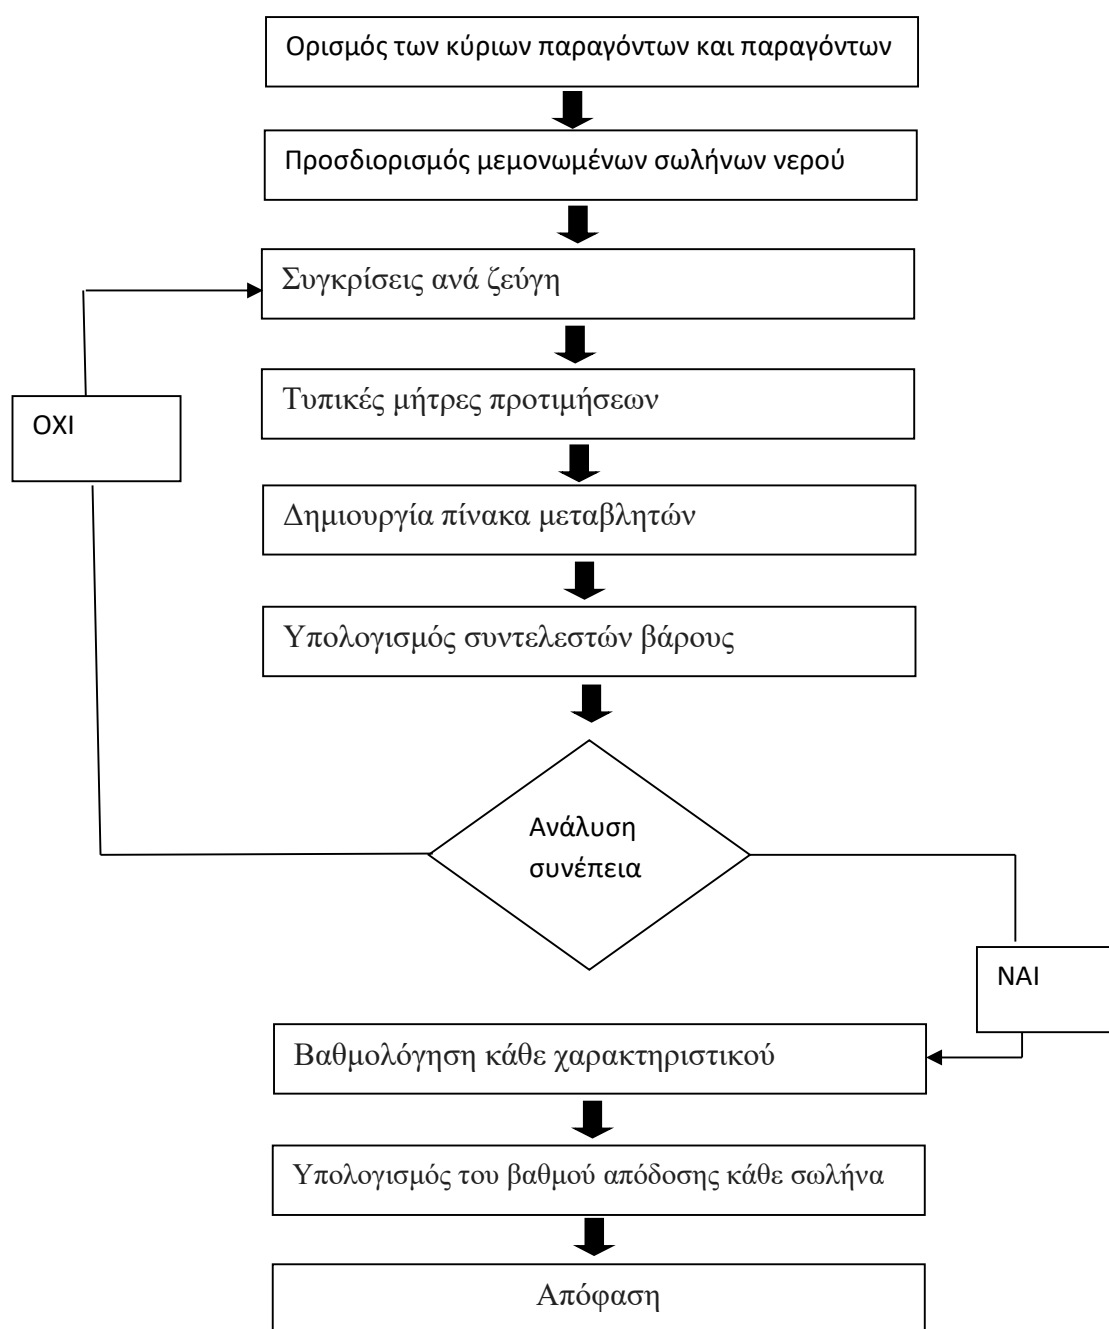 Ορισμός των κύριων παραγόντων και παραγόντων
Προσδιορισμός μεμονωμένων σωλήνων νερού
Συγκρίσεις ανά ζεύγη
Τυπικές μήτρες προτιμήσεων
ΟΧΙ
Δημιουργία πίνακα μεταβλητών
Υπολογισμός συντελεστών βάρους
Ανάλυση
συνέπεια
ΝΑΙ
Βαθμολόγηση κάθε χαρακτηριστικού
Υπολογισμός του βαθμού απόδοσης κάθε σωλήνα
Απόφαση